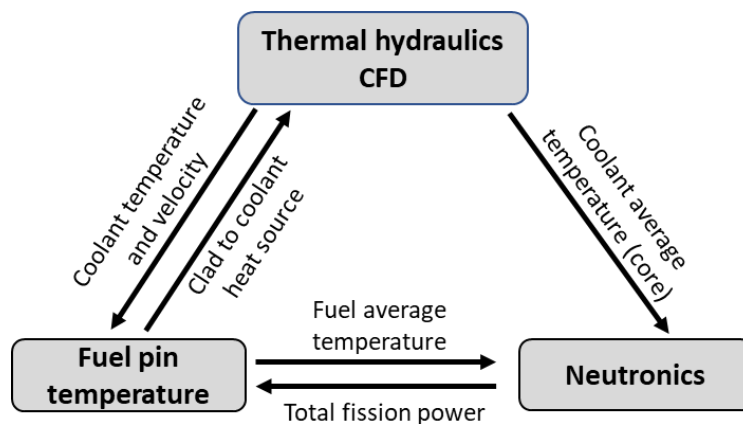 Thermal hydraulics
CFD
Coolant temperature
and velocity
Clad to coolant
heat source
Coolant average
temperature (core)
Fuel average
temperature
Fuel pin
temperature
Neutronics
Total fission power